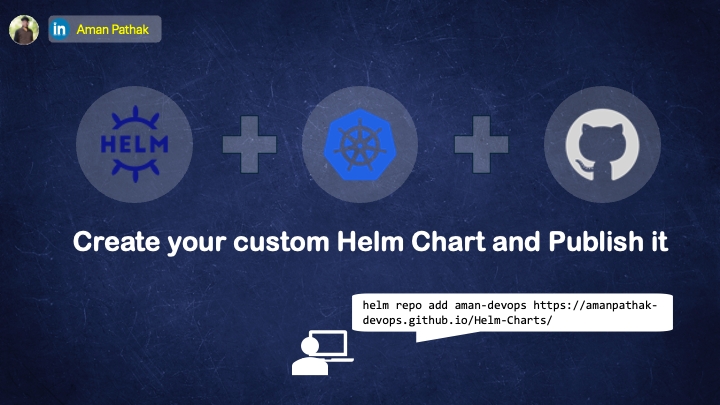 in Aman Pathak
HELM
Create your custom Helm Chart and Publish it
helm repo add aman-devops https://amanpathak-
devops.github.io/Helm-Charts/